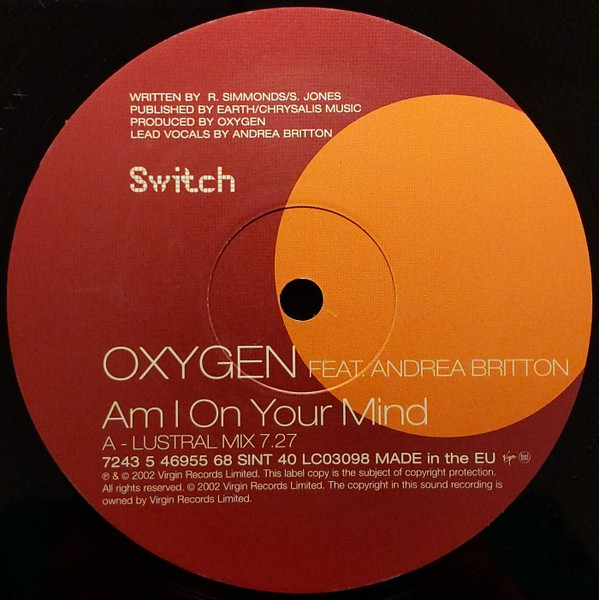 WRITTEN BY R. SIMMONDS/S. JONES
PUBLISHED BY EARTH/CHRYSALIS MUSIC
PRODUCED BY OXYGEN
LEAD VOCALS BY ANDREA BRITTON
Switch
OXYGEN FEAT. ANDREA BRITTON
Am I On Your Mind
A - LUSTRAL MIX 7.27
7243 5 46955 68 SINT 40 LC03098 MADE in the EU Virgin
℗ & © 2002 Virgin Records Limited. This label copy is the subject of copyright protection.
All rights reserved. © 2002 Virgin Records Limited. The copyright in this sound recording is
owned by Virgin Records Limited.